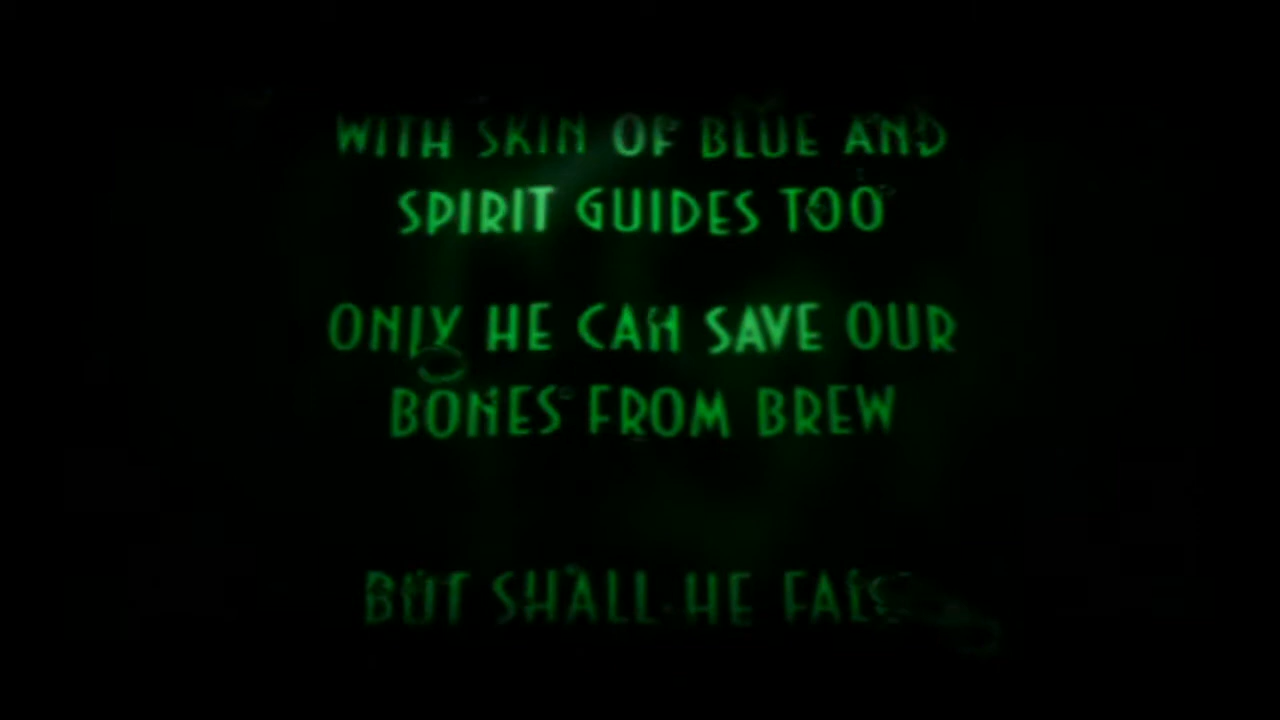 WITH SKIN OF BLUE AND
SPIRIT GUIDES TOO
ONLY HE CAN SAVE OUR
BONES FROM BREW
BUT SHALL HE